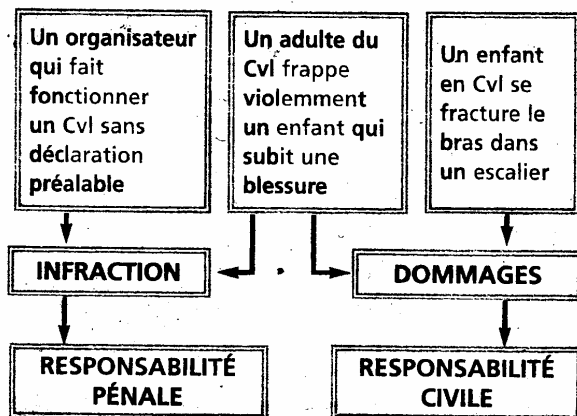 Un organisateur
qui fait
fonctionner
un Cvl sans
déclaration
préalable
Un adulte du
Cvl frappe
violemment
un enfant qui
subit une
blessure
Un enfant
en Cvl se
fracture le
bras dans
un escalier
INFRACTION
DOMMAGES
RESPONSABILITÉ
PÉNALE
RESPONSABILITÉ
CIVILE